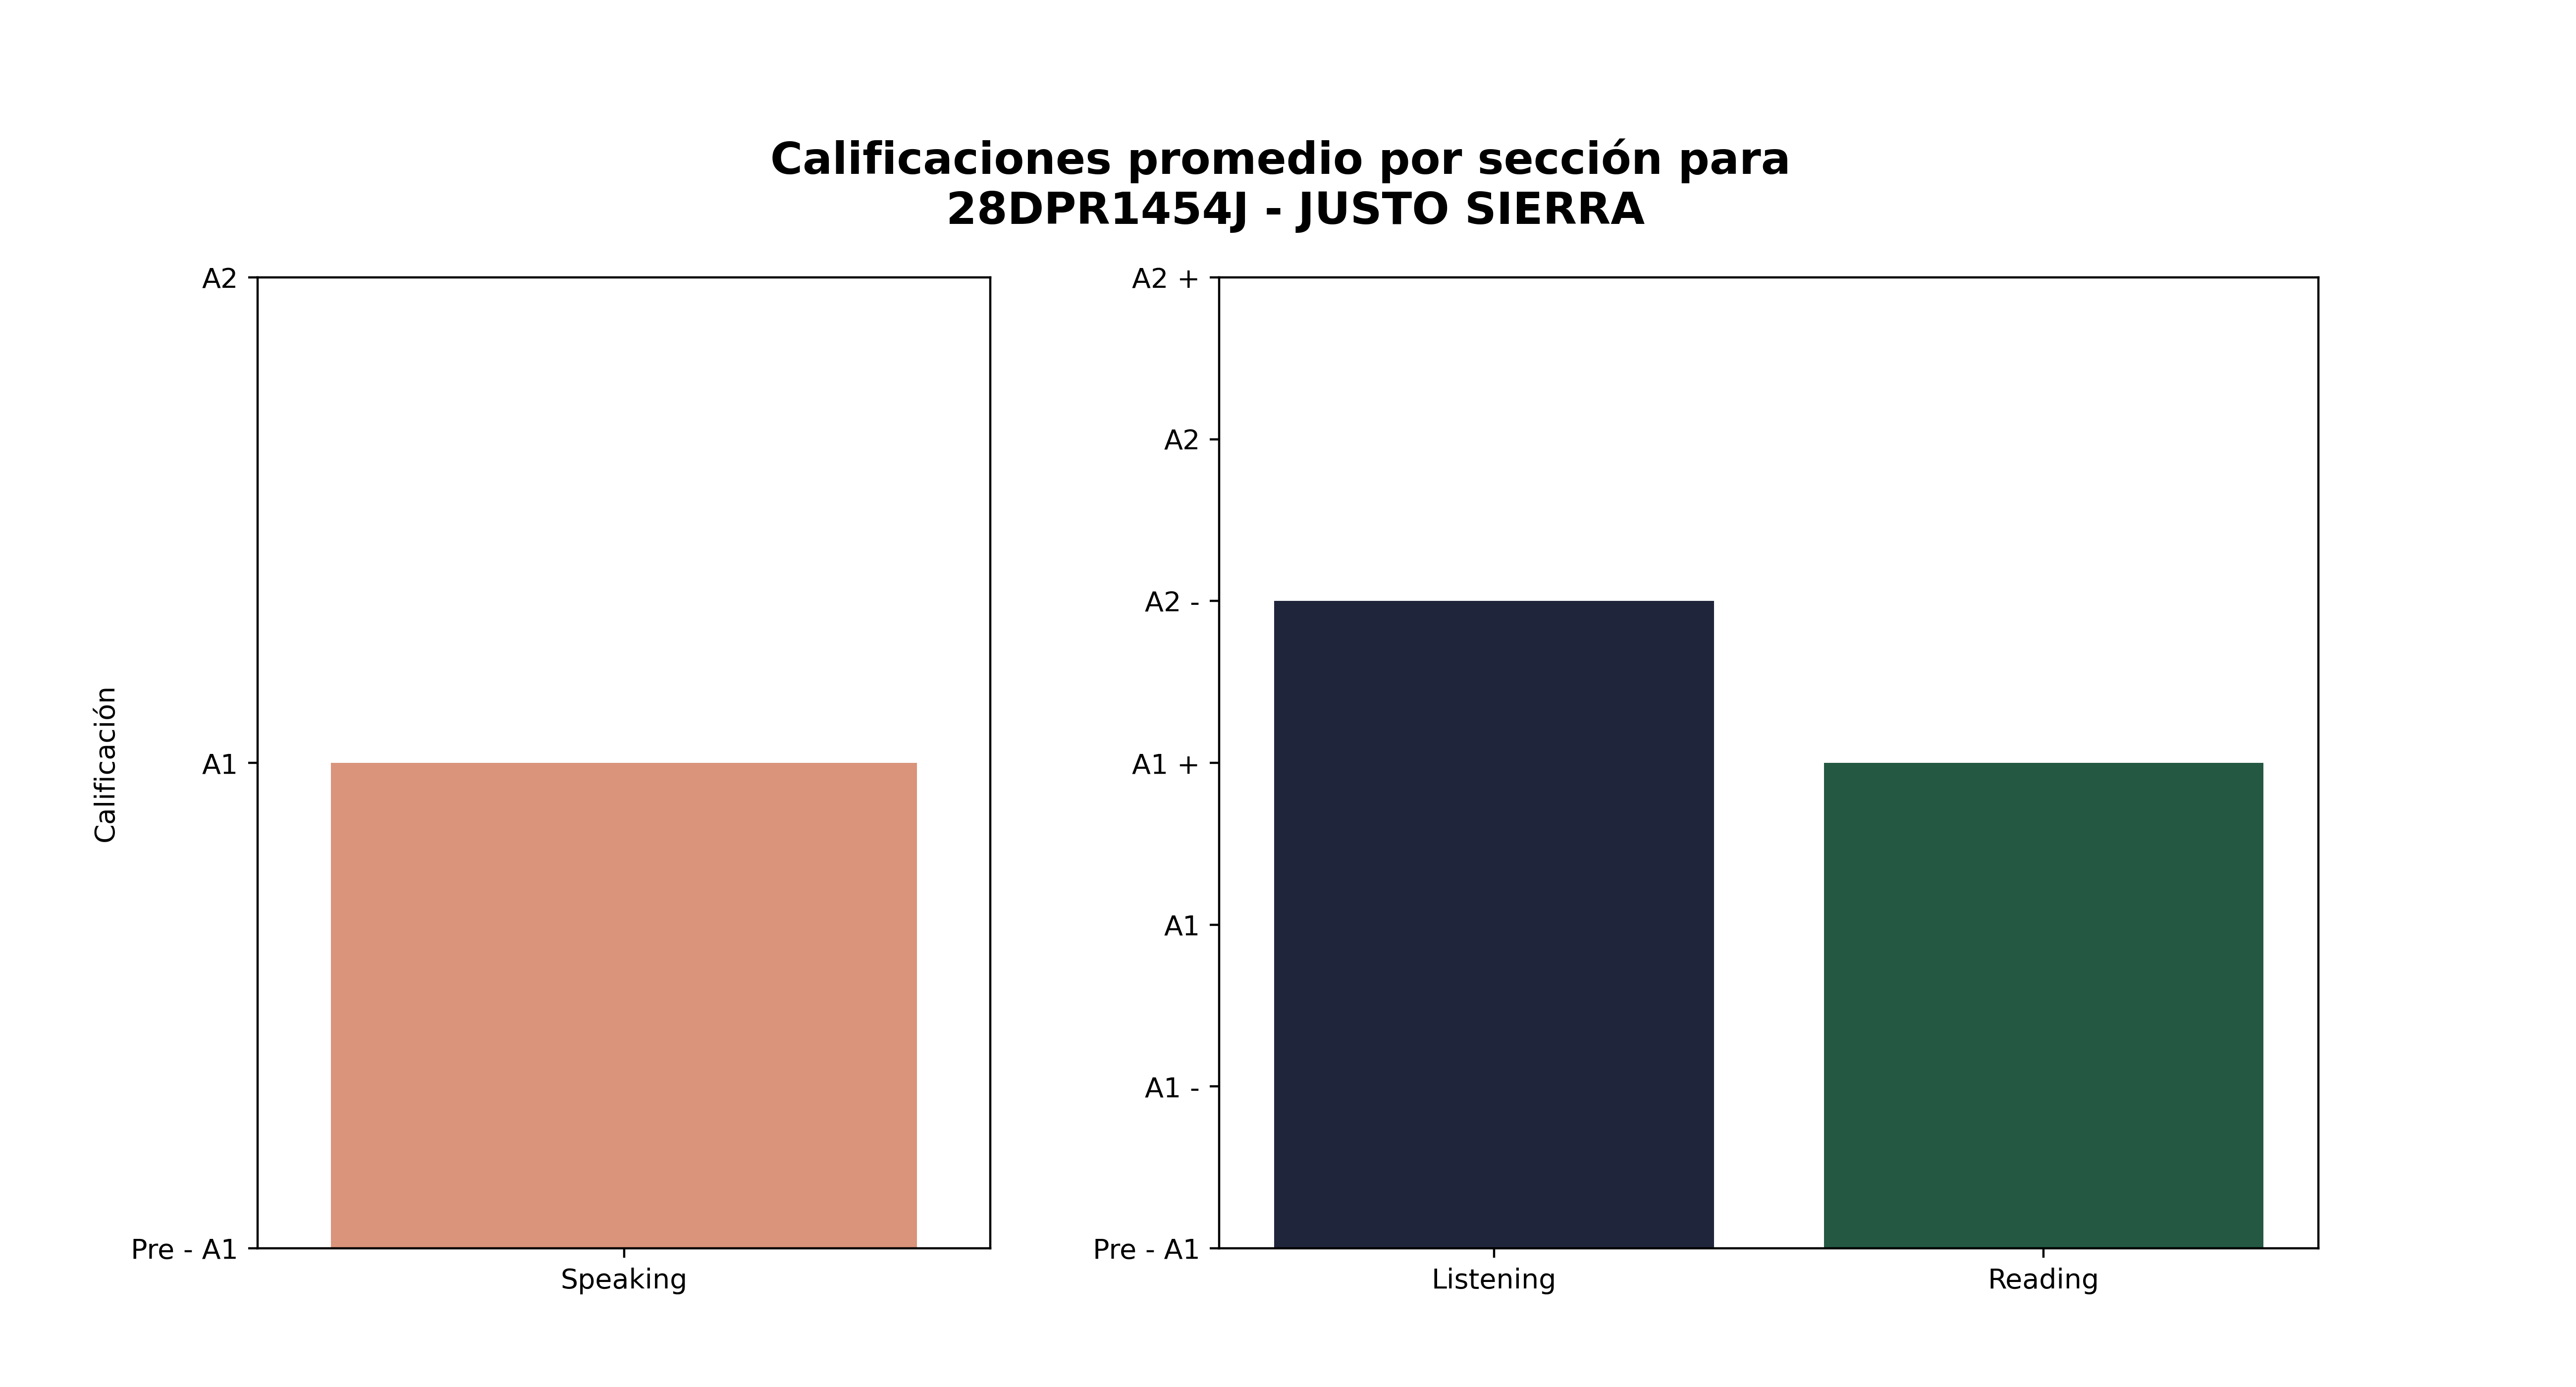 Calificaciones promedio por sección para
28DPR1454J - JUSTO SIERRA
Calificación
A2
A1
Pre - A1
Speaking
A2 +
A2
A2 -
A1 +
A1
A1 -
Pre - A1
Listening
Reading